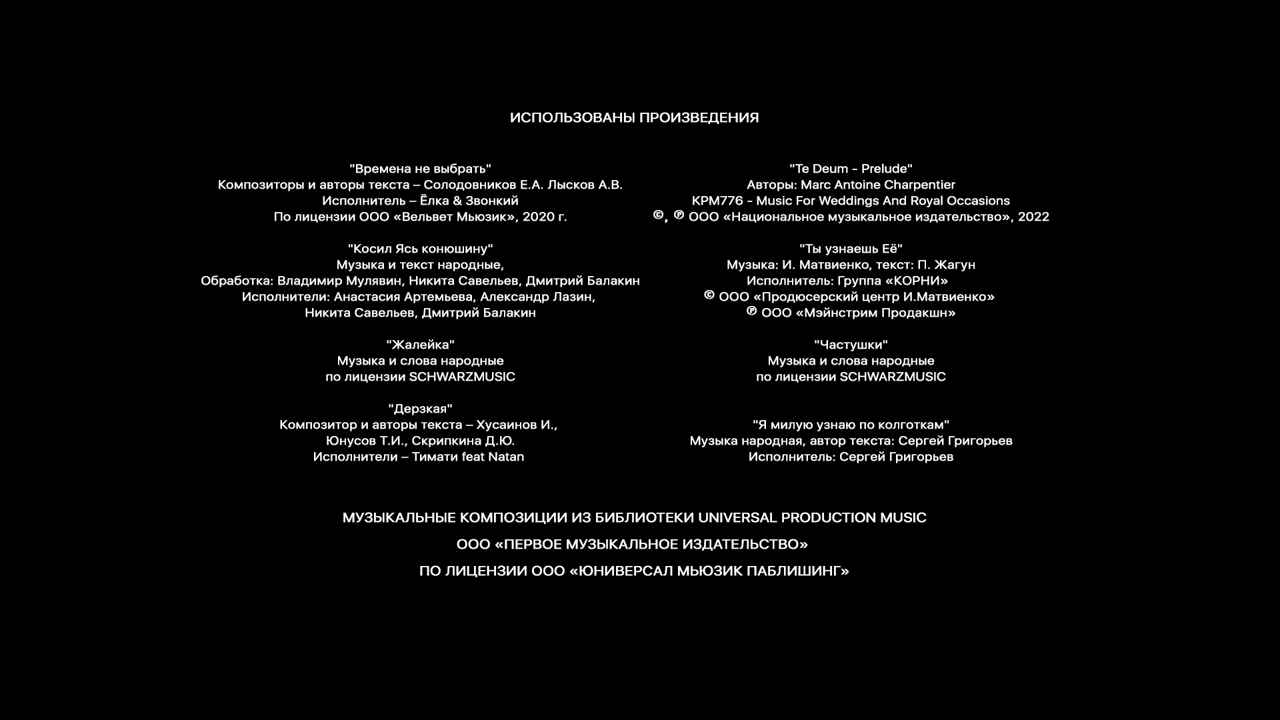 ИСПОЛЬЗОВАНЫ ПРОИЗВЕДЕНИЯ
"Времена не выбрать"
Композиторы и авторы текста – Солодовников Е.А. Лысков А.В.
Исполнитель – Ёлка & Звонкий
По лицензии ООО «Вельвет Мьюзик», 2020 г.
"Косил Ясь конюшину"
Музыка и текст народные,
Обработка: Владимир Мулявин, Никита Савельев, Дмитрий Балакин
Исполнители: Анастасия Артемьева, Александр Лазин,
Никита Савельев, Дмитрий Балакин
"Жалейка"
Музыка и слова народные
по лицензии SCHWARZMUSIC
"Дерзкая"
Композитор и авторы текста – Хусаинов И.,
Юнусов Т.И., Скрипкина Д.Ю.
Исполнители – Тимати feat Natan
"Te Deum - Prelude"
Авторы: Marc Antoine Charpentier
KPM776 - Music For Weddings And Royal Occasions
©, ℗ ООО «Национальное музыкальное издательство», 2022
"Ты узнаешь Её"
Музыка: И. Матвиенко, текст: П. Жагун
Исполнитель: Группа «КОРНИ»
© ООО «Продюсерский центр И.Матвиенко»
℗ ООО «Мэйнстрим Продакшн»
"Частушки"
Музыка и слова народные
по лицензии SCHWARZMUSIC
"Я милую узнаю по колготкам"
Музыка народная, автор текста: Сергей Григорьев
Исполнитель: Сергей Григорьев
МУЗЫКАЛЬНЫЕ КОМПОЗИЦИИ ИЗ БИБЛИОТЕКИ UNIVERSAL PRODUCTION MUSIC
ООО «ПЕРВОЕ МУЗЫКАЛЬНОЕ ИЗДАТЕЛЬСТВО»
ПО ЛИЦЕНЗИИ ООО «ЮНИВЕРСАЛ МЬЮЗИК ПАБЛИШИНГ»